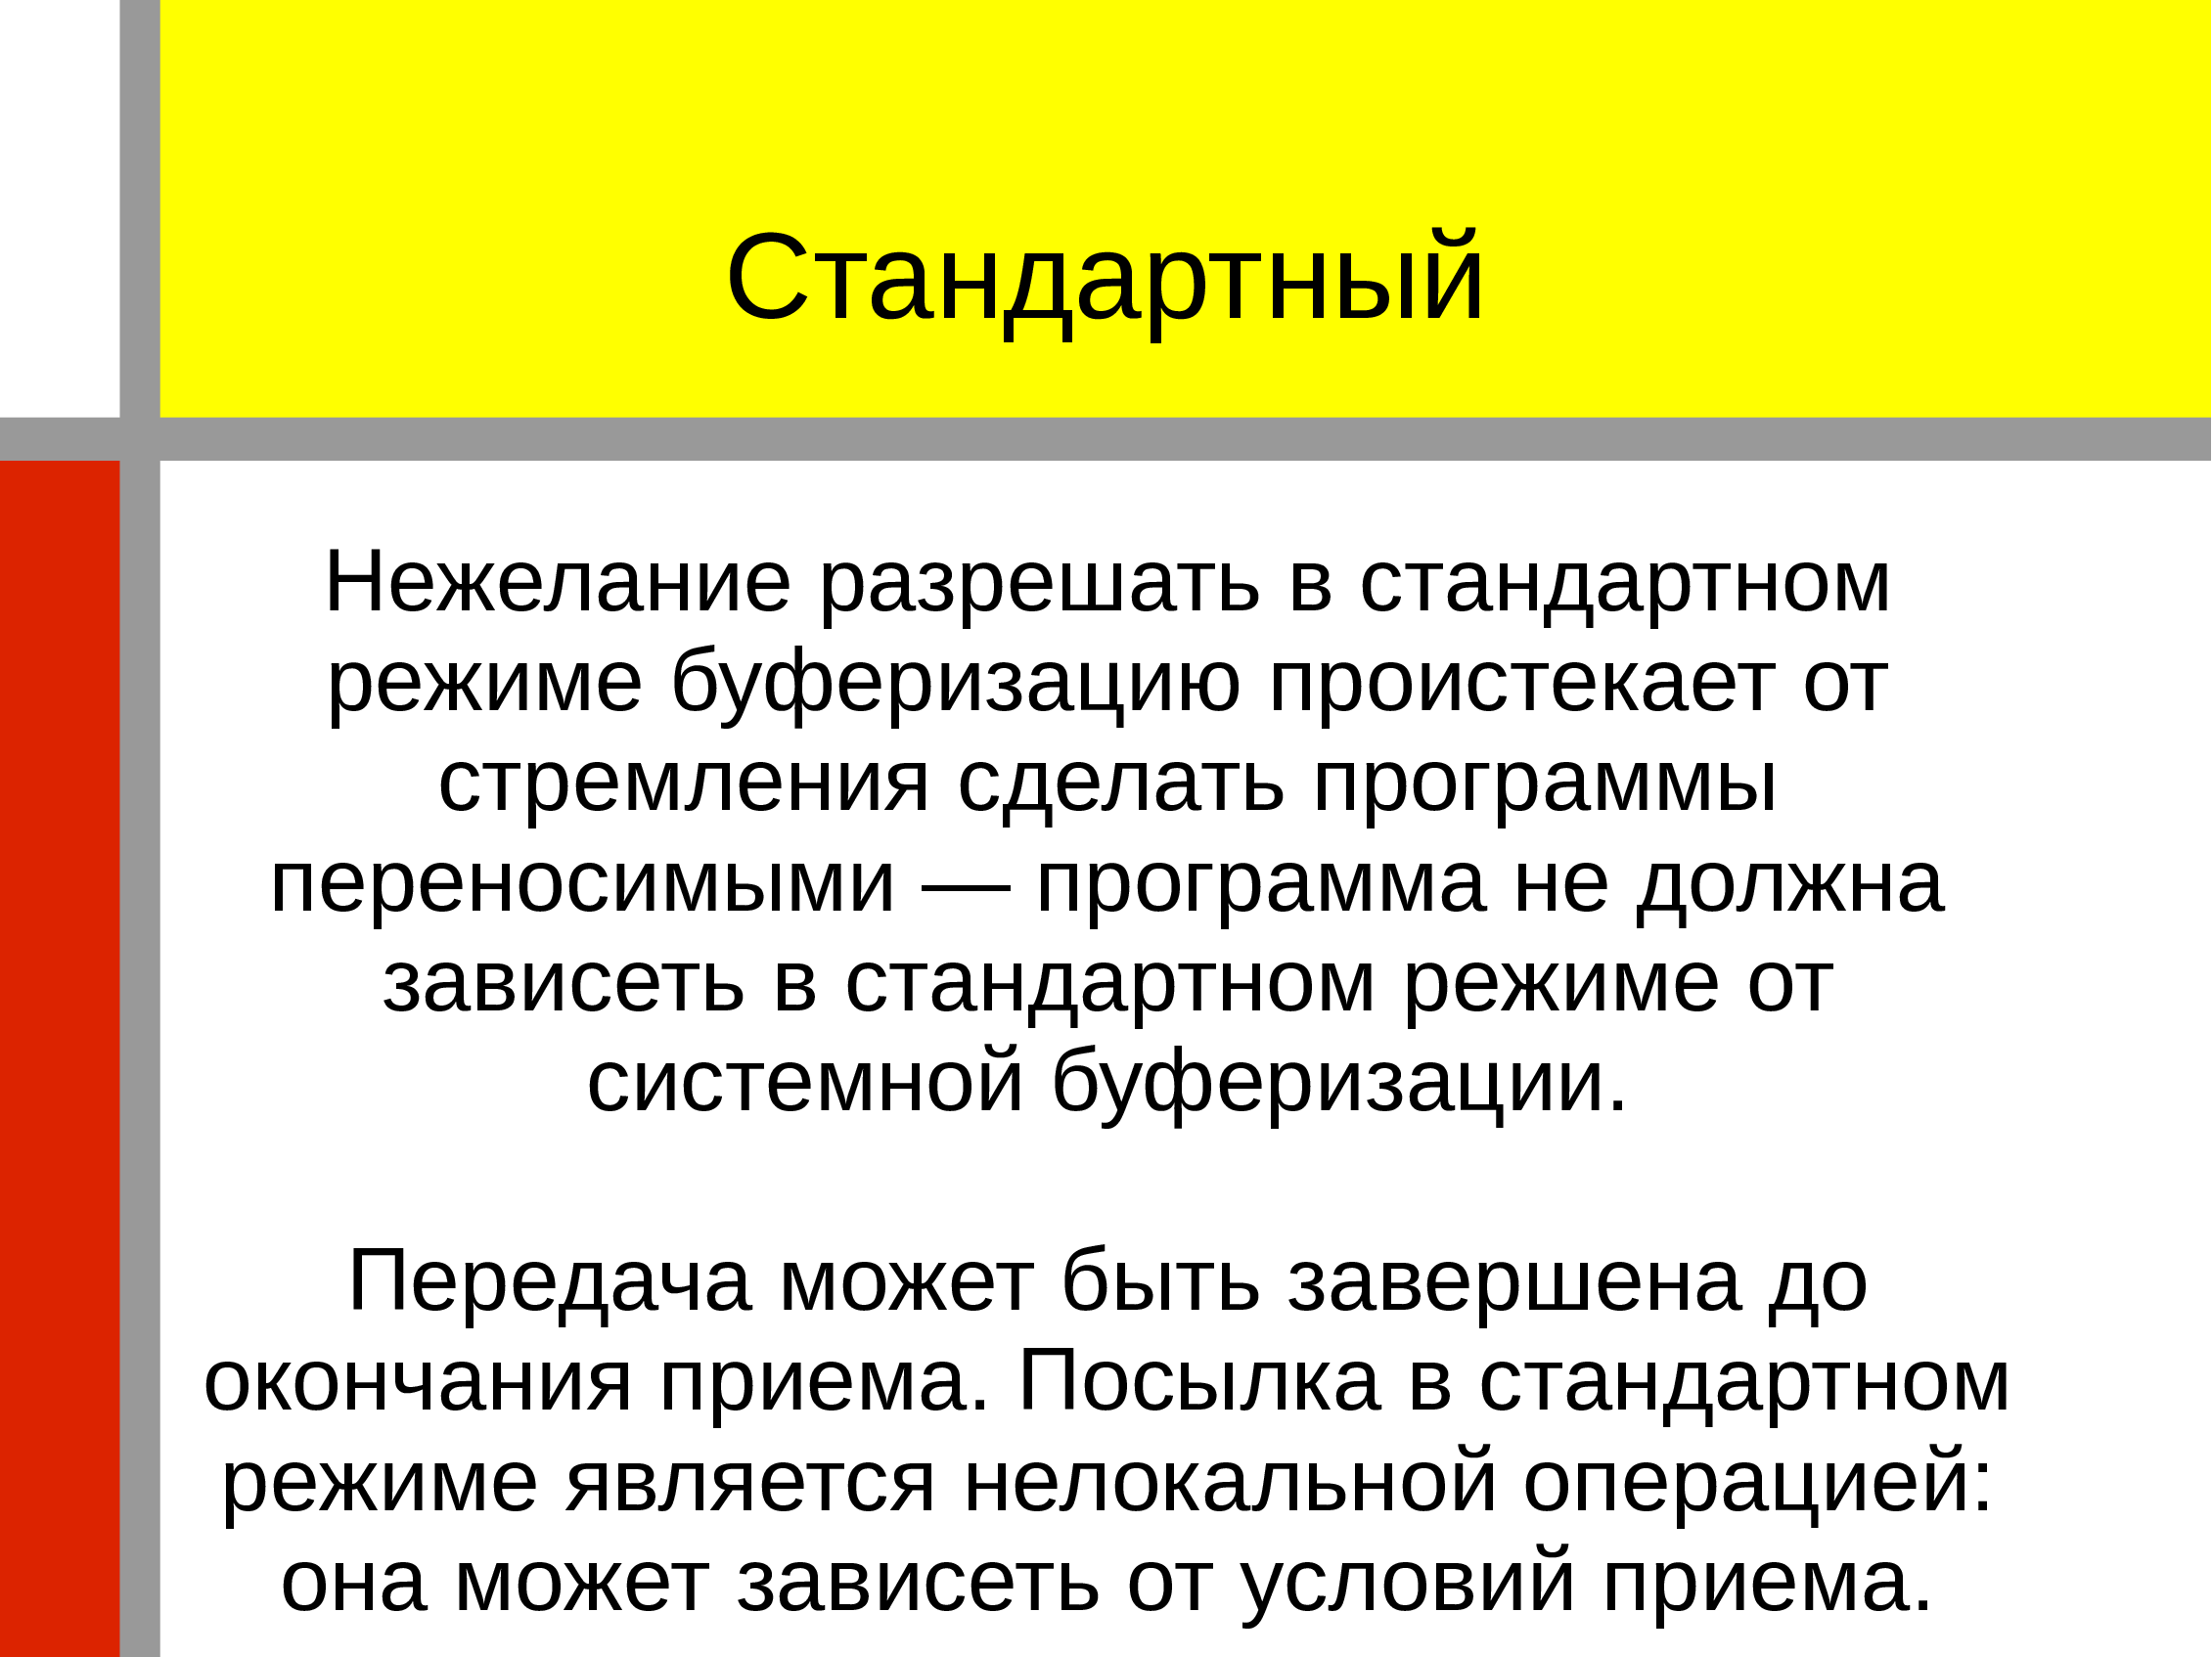 Стандартный
Нежелание разрешать в стандартном
режиме буферизацию проистекает от
стремления сделать программы
переносимыми — программа не должна
зависеть в стандартном режиме от
системной буферизации.
Передача может быть завершена до
окончания приема. Посылка в стандартном
режиме является нелокальной операцией:
она может зависеть от условий приема.